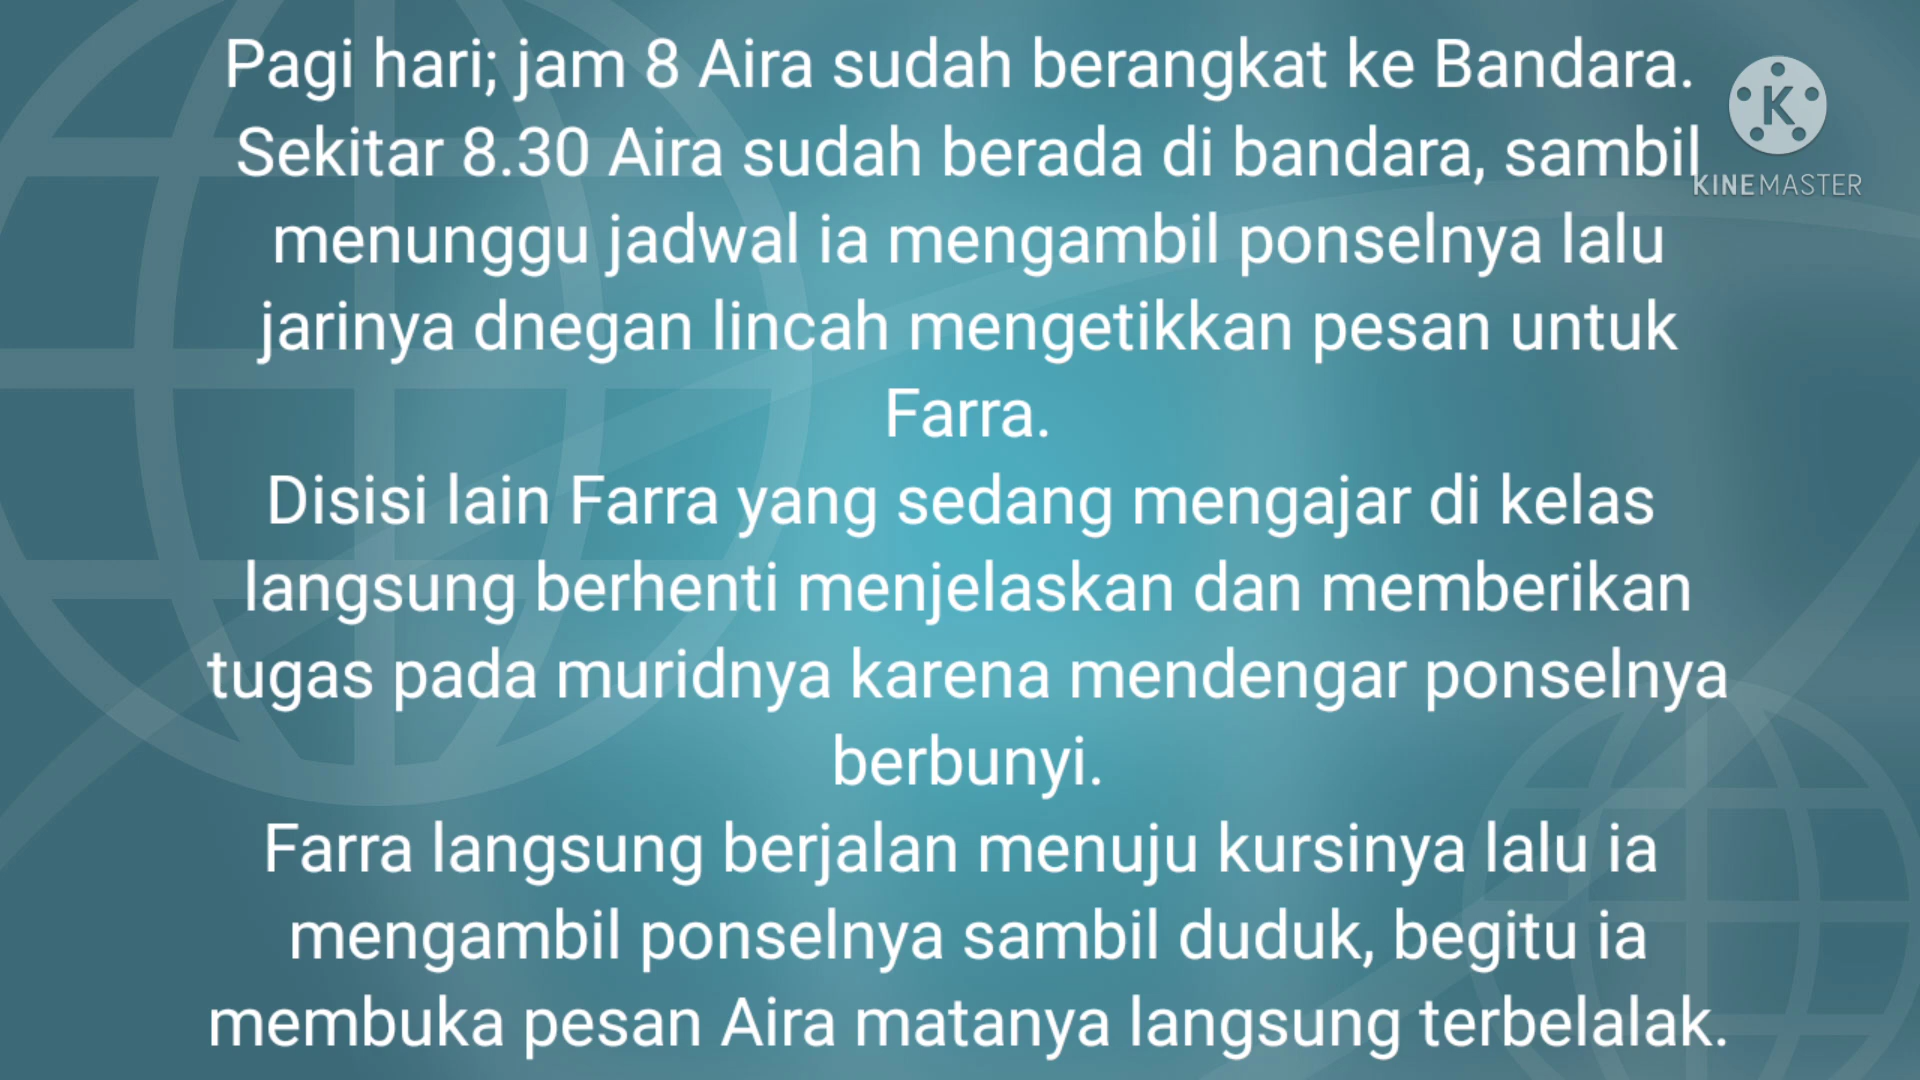 Pagi hari; jam 8 Aira sudah berangkat ke Bandara.
Sekitar 8.30 Aira sudah berada di bandara, sambil
menunggu jadwal ia mengambil ponselnya lalu
jarinya dnegan lincah mengetikkan pesan untuk
Farra.
Disisi lain Farra yang sedang mengajar di kelas
langsung berhenti menjelaskan dan memberikan
tugas pada muridnya karena mendengar ponselnya
berbunyi.
Farra langsung berjalan menuju kursinya lalu ia
mengambil ponselnya sambil duduk, begitu ia
membuka pesan Aira matanya langsung terbelalak.
K
KINEMASTER